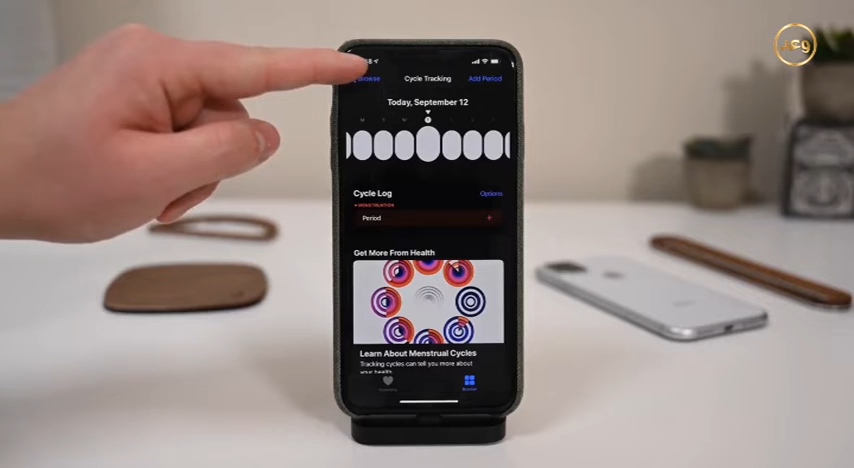 Browse
Cycle Tracking
Add Period
Today, September 12
Cycle Log
Options
MENSTRUATION
Period
Get More From Health
Learn About Menstrual Cycles
Tracking cycles can tell you more about
your health
Browse